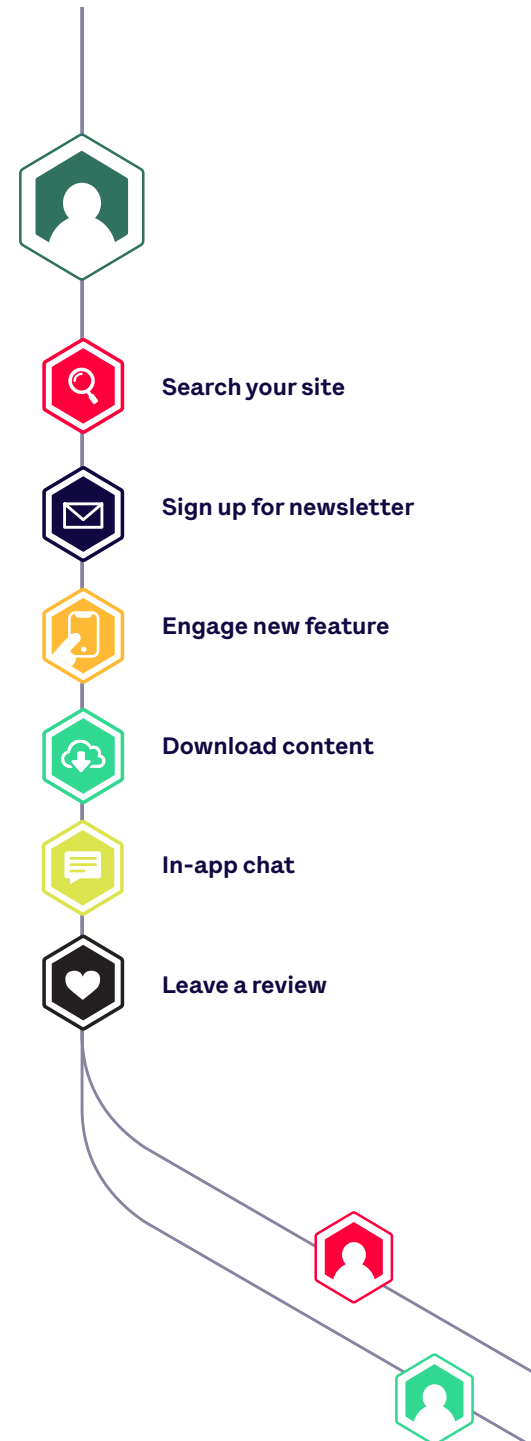 Search your site
Sign up for newsletter
Engage new feature
Download content
In-app chat
Leave a review